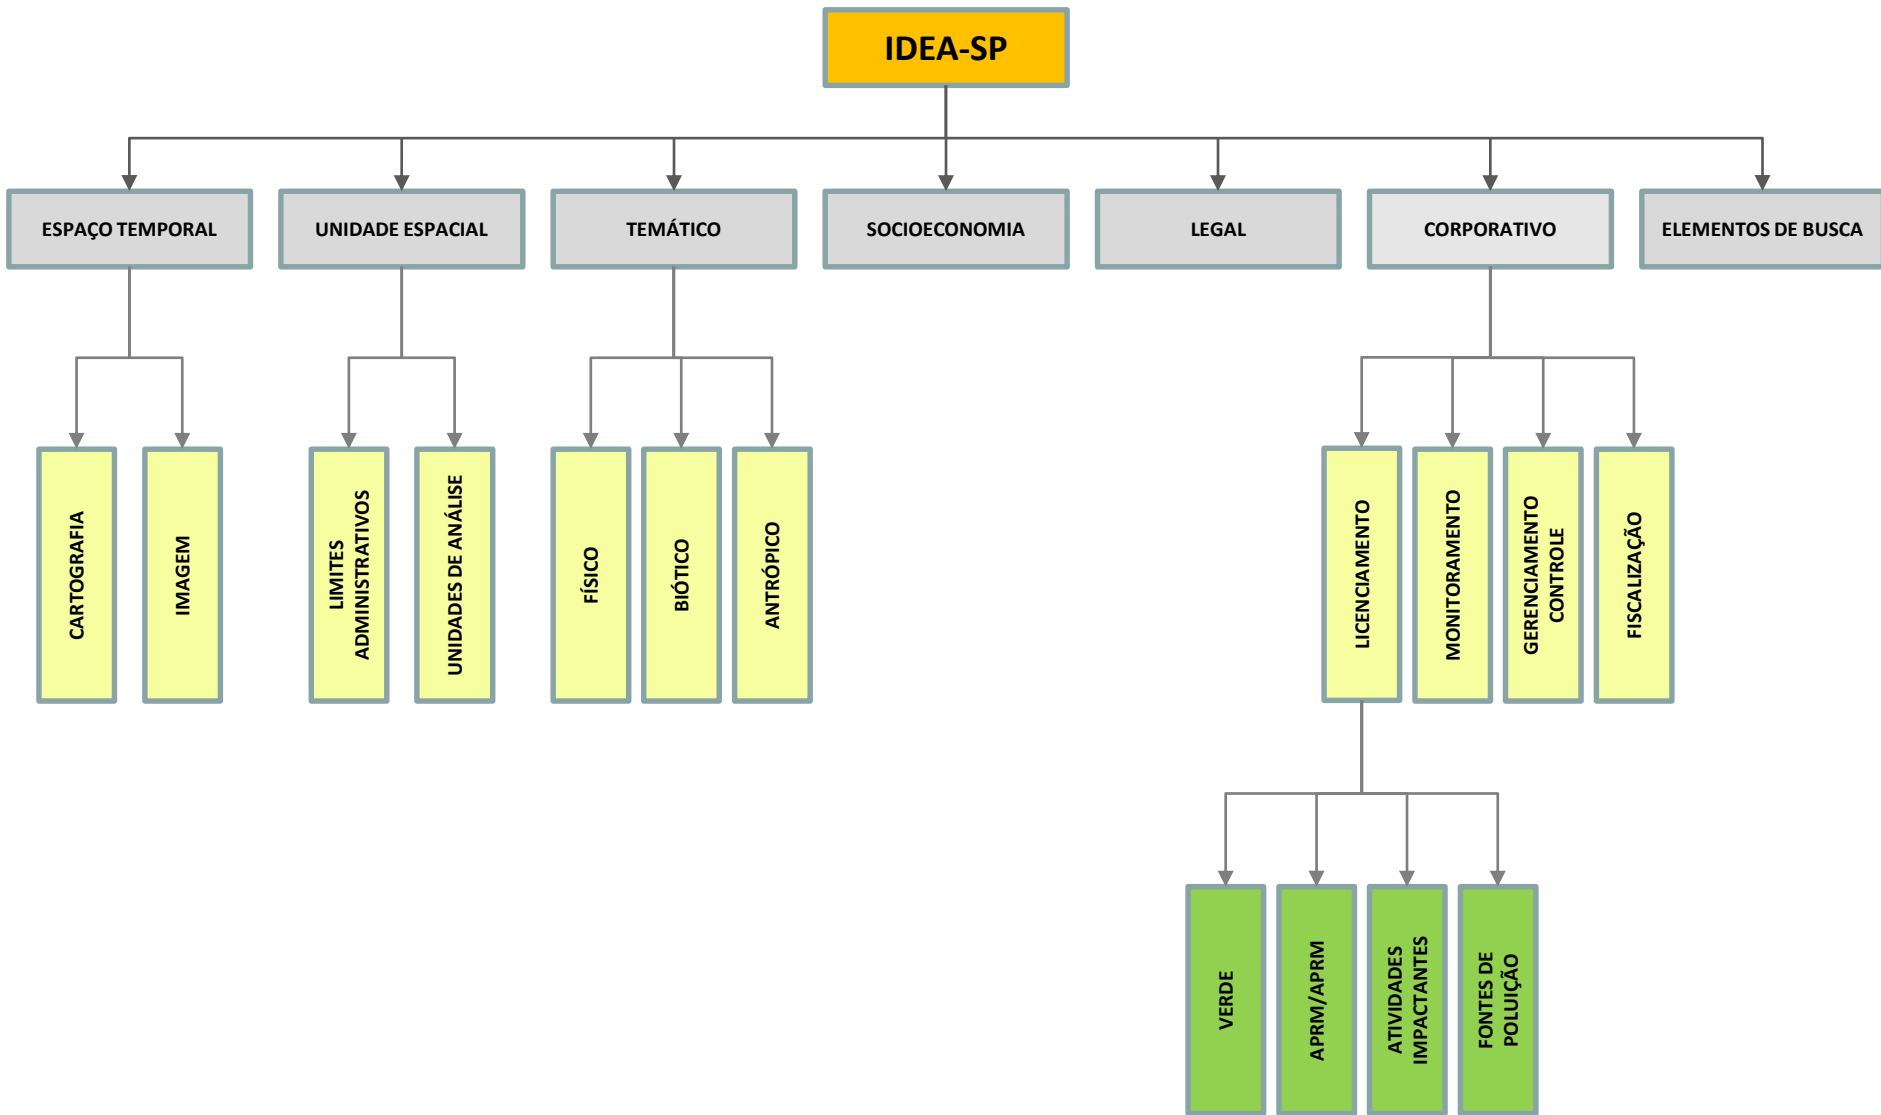 IDEA-SP
ESPAÇO TEMPORAL
UNIDADE ESPACIAL
TEMÁTICO
SOCIOECONOMIA
LEGAL
CORPORATIVO
ELEMENTOS DE BUSCA
CARTOGRAFIA
IMAGEM
LIMITES
ADMINISTRATIVOS
UNIDADES DE ANÁLISE
FÍSICO
BIÓTICO
ANTRÓPICO
LICENCIAMENTO
MONITORAMENTO
GERENCIAMENTO
CONTROLE
FISCALIZAÇÃO
VERDE
APRM/APRM
ATIVIDADES
IMPACTANTES
FONTES DE
POLUIÇÃO